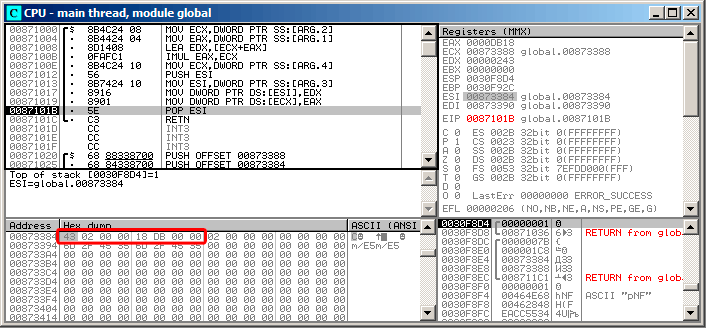 CPU - main thread, module global
00871000 8B4C24 08 MOV ECX,DWORD PTR SS:[ARG.2]
00871004 8B4424 04 MOV EAX,DWORD PTR SS:[ARG.1]
00871008 8D1408 LEA EDX,[ECX+EAX]
0087100B 0FAFC1 IMUL EAX,ECX
0087100E 8B4C24 10 MOV ECX,DWORD PTR SS:[ARG.4]
00871012 56 PUSH ESI
00871013 8B7424 10 MOV ESI,DWORD PTR SS:[ARG.3]
00871017 8916 MOV DWORD PTR DS:[ESI],EDX
00871019 8901 MOV DWORD PTR DS:[ECX],EAX
0087101B 5E POP ESI
0087101C C3 RETN
0087101D CC INT3
0087101E CC INT3
0087101F CC INT3
00871020 68 88338700 PUSH OFFSET 00873388
00871025 68 84338700 PUSH OFFSET 00873384
Top of stack [0030F8D4]=1
ESI=global.00873384
Registers (MMX)
EAX 0000DB18
ECX 00873388 global.00873388
EDX 00000243
EBX 00000000
ESP 0030F8D4
EBP 0030F92C
ESI 00873384 global.00873384
EDI 00873390 global.00873390
EIP 0087101B global.0087101B
C 0 ES 002B 32bit 0(FFFFFFFF)
P 1 CS 0023 32bit 0(FFFFFFFF)
A 0 SS 002B 32bit 0(FFFFFFFF)
Z 0 DS 002B 32bit 0(FFFFFFFF)
S 0 FS 0053 32bit 7EFDD000(FFF)
T 0 GS 002B 32bit 0(FFFFFFFF)
D 0
O 0 LastErr 00000000 ERROR_SUCCESS
EFL 00000206 (NO,NB,NE,A,NS,PE,GE,G)
Address Hex dump ASCII (ANSI
00873384 43 02 00 00 18 DB 00 00 02 00 00 00 00 00 00 00
00873394 6D 2F 45 35 6D 2F 45 35 00 00 00 00 00 00 00 00 m/E5m/E5
008733A4 00 00 00 00 00 00 00 00 00 00 00 00 00 00 00 00
008733B4 00 00 00 00 00 00 00 00 00 00 00 00 00 00 00 00
008733C4 00 00 00 00 00 00 00 00 00 00 00 00 00 00 00 00
008733D4 00 00 00 00 00 00 00 00 00 00 00 00 00 00 00 00
008733E4 00 00 00 00 00 00 00 00 00 00 00 00 00 00 00 00
008733F4 00 00 00 00 00 00 00 00 00 00 00 00 00 00 00 00
00873404 00 00 00 00 00 00 00 00 00 00 00 00 00 00 00 00
00873414 00 00 00 00 00 00 00 00 00 00 00 00 00 00 00 00
0030F8D4 00000001
0030F8D8 00871036 RETURN from glob
0030F8DC 0000007B {
0030F8E0 000001C8
0030F8E4 00873384
0030F8E8 00873388
0030F8EC 008711C1 RETURN from glob
0030F8F0 00000001
0030F8F4 00464E68 hNF ASCII "pNF"
0030F8F8 00462848 H(F
0030F8FC EACC5534